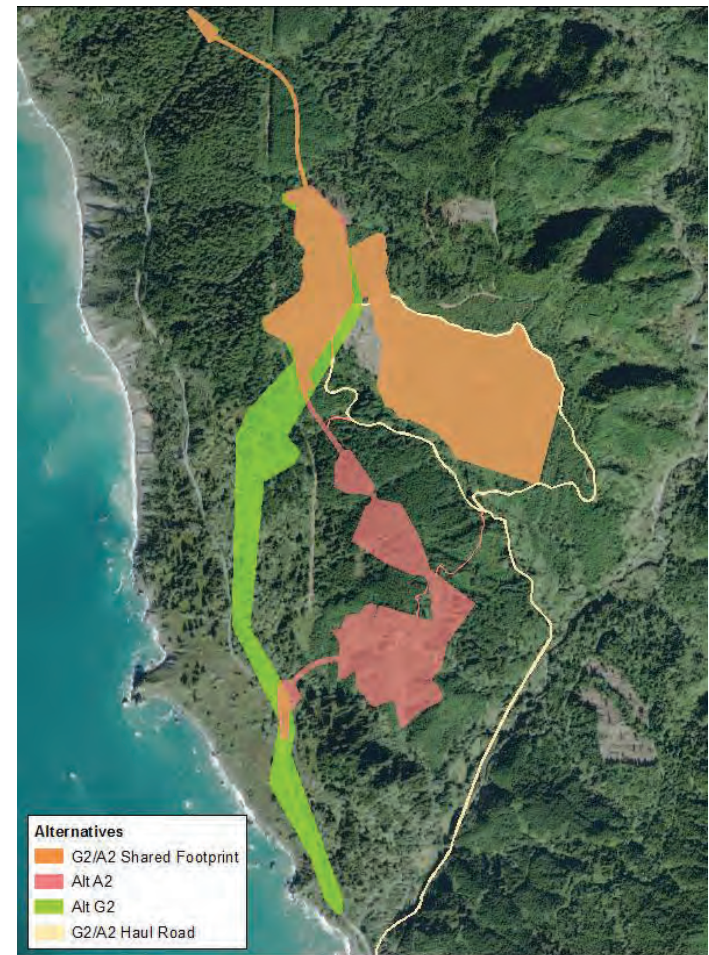 Alternatives
G2/A2 Shared Footprint
Alt A2
Alt G2
G2/A2 Haul Road